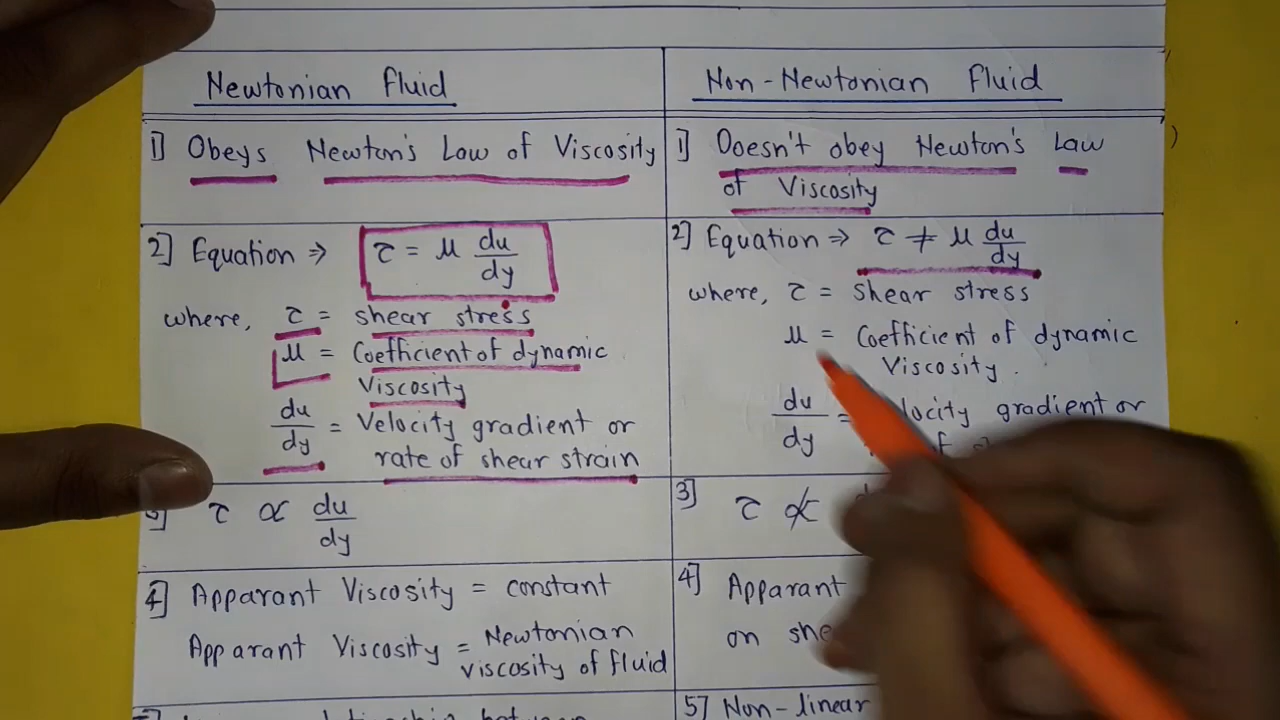 Newtonian fluid
1] Obeys Newton's Law of Viscosity
2] Equation ⇒ τ = μ du/dy
where, τ = shear stress
μ = Coefficient of dynamic
Viscosity
du/dy = Velocity gradient or
rate of shear strain
τ ∝ du/dy
4] Apparant Viscosity = constant
Apparant Viscosity = Newtonian
viscosity of fluid
Non-Newtonian fluid
1] Doesn't obey Newton's Law
of Viscosity
2] Equation ⇒ τ ≠ μ du/dy
where, τ = shear stress
μ = Coefficient of dynamic
Viscosity.
du/dy = gradient or
3] τ ∝̸
4] Apparant
on
5] Non-linear